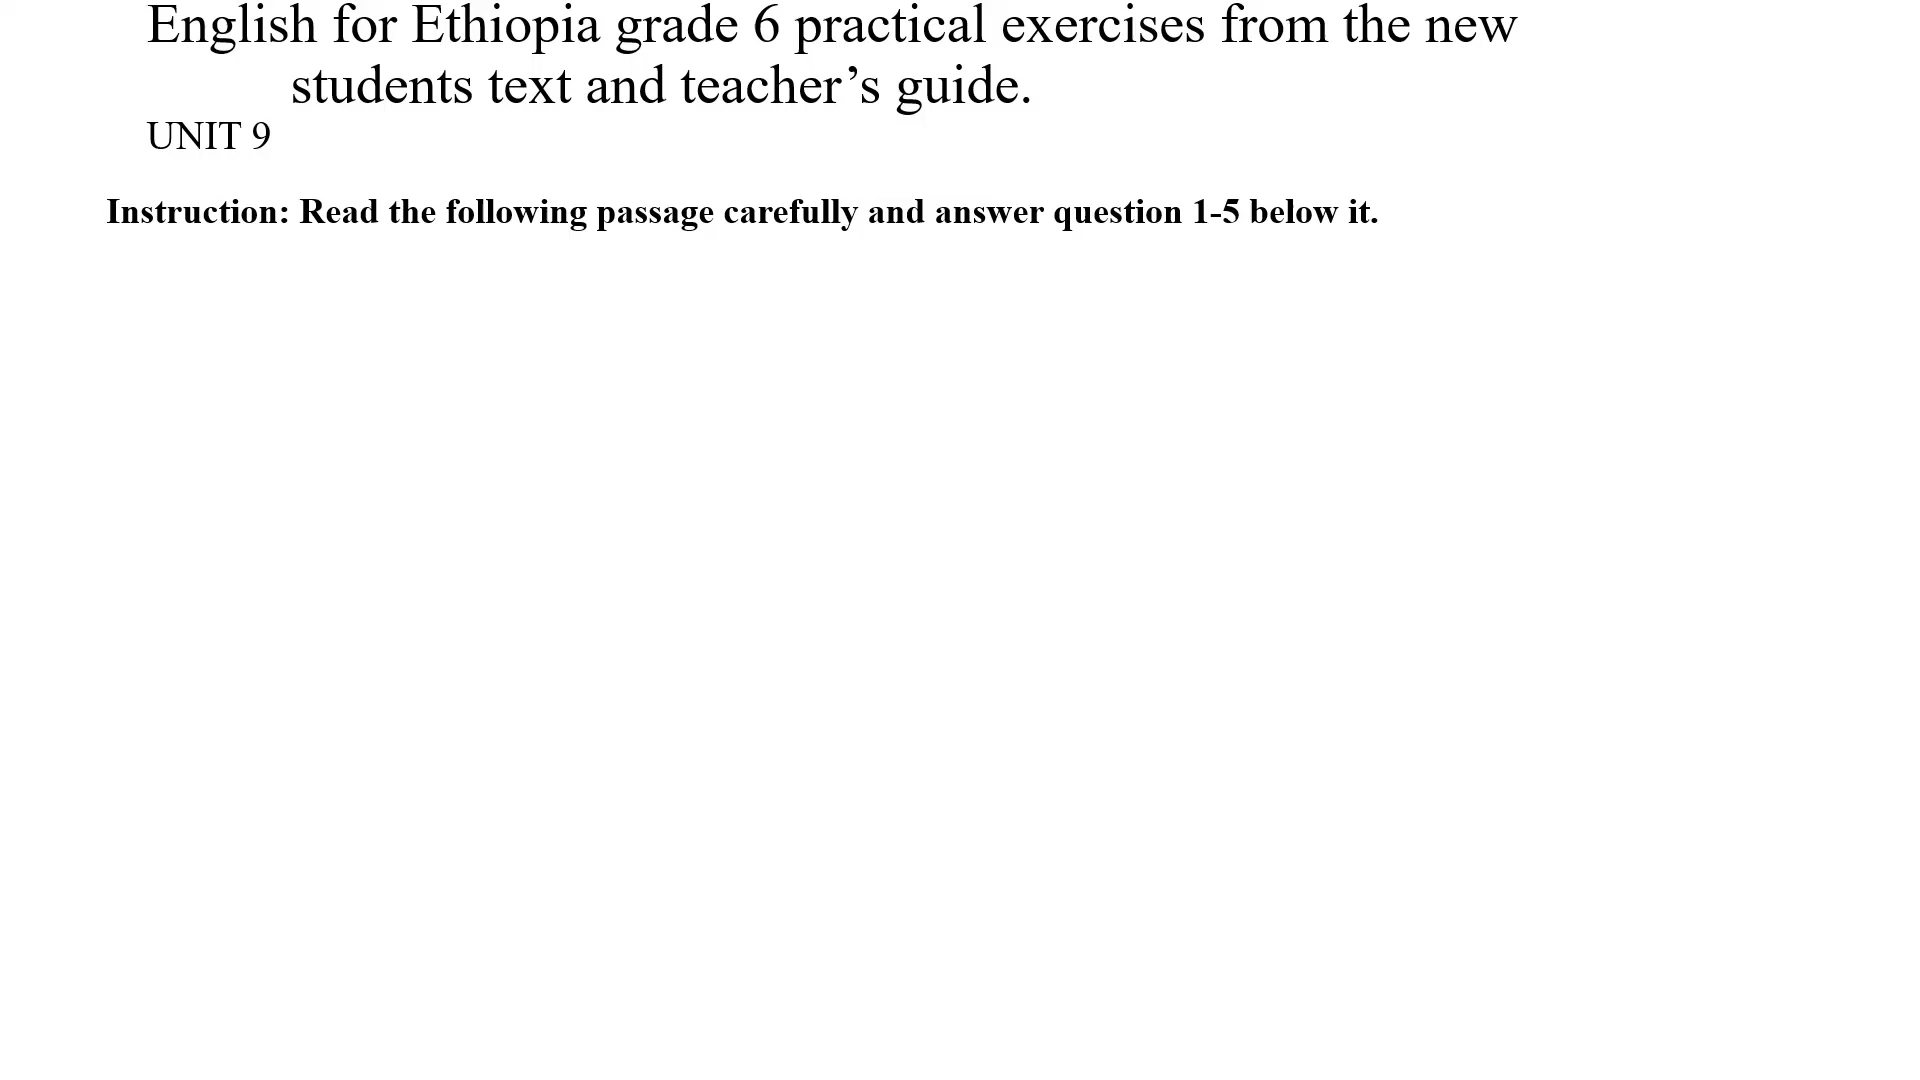 English for Ethiopia grade 6 practical exercises from the new
students text and teacher’s guide.
UNIT 9
Instruction: Read the following passage carefully and answer question 1-5 below it.